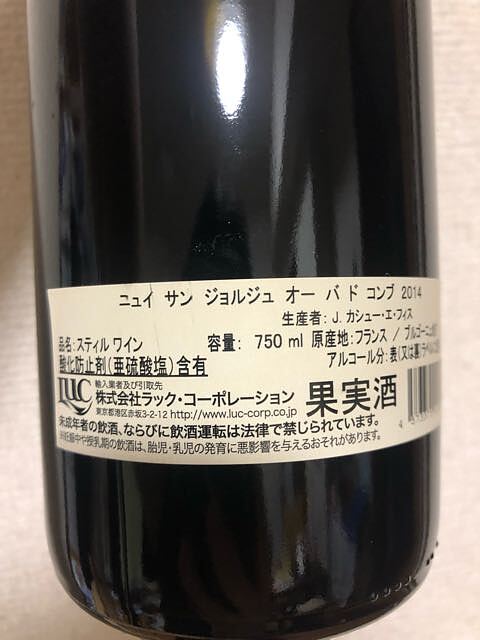 ニュイ サン ジョルジュ オー バ ド コンブ 2014
生産者: J. カシュー・エ・フィス
品名: スティル ワイン 容量: 750 ml 原産地: フランス / ブルゴーニュ
酸化防止剤(亜硫酸塩)含有 アルコール分: 表(又は裏)ラベルに
LUC
輸入業者及び引取先
株式会社ラック・コーポレーション
東京都港区赤坂3-2-12 http://www.luc-corp.co.jp
果実酒
未成年者の飲酒、ならびに飲酒運転は法律で禁じられています。
妊娠中や授乳期の飲酒は、胎児・乳児の発育に悪影響を与えるおそれがあります。